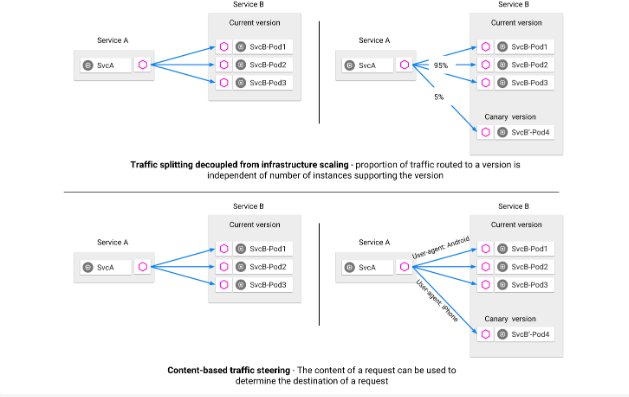 Service B
Current version
Service A
SvcA
SvcB-Pod1
SvcB-Pod2
SvcB-Pod3
Service B
Current version
Service A
SvcA
95%
5%
SvcB-Pod1
SvcB-Pod2
SvcB-Pod3
Canary version
SvcB'-Pod4
Traffic splitting decoupled from infrastructure scaling - proportion of traffic routed to a version is
independent of number of instances supporting the version
Service B
Current version
Service A
SvcA
SvcB-Pod1
SvcB-Pod2
SvcB-Pod3
Service B
Current version
Service A
SvcA
User-agent: Android
User-agent: iPhone
SvcB-Pod1
SvcB-Pod2
SvcB-Pod3
Canary version
SvcB'-Pod4
Content-based traffic steering - The content of a request can be used to
determine the destination of a request